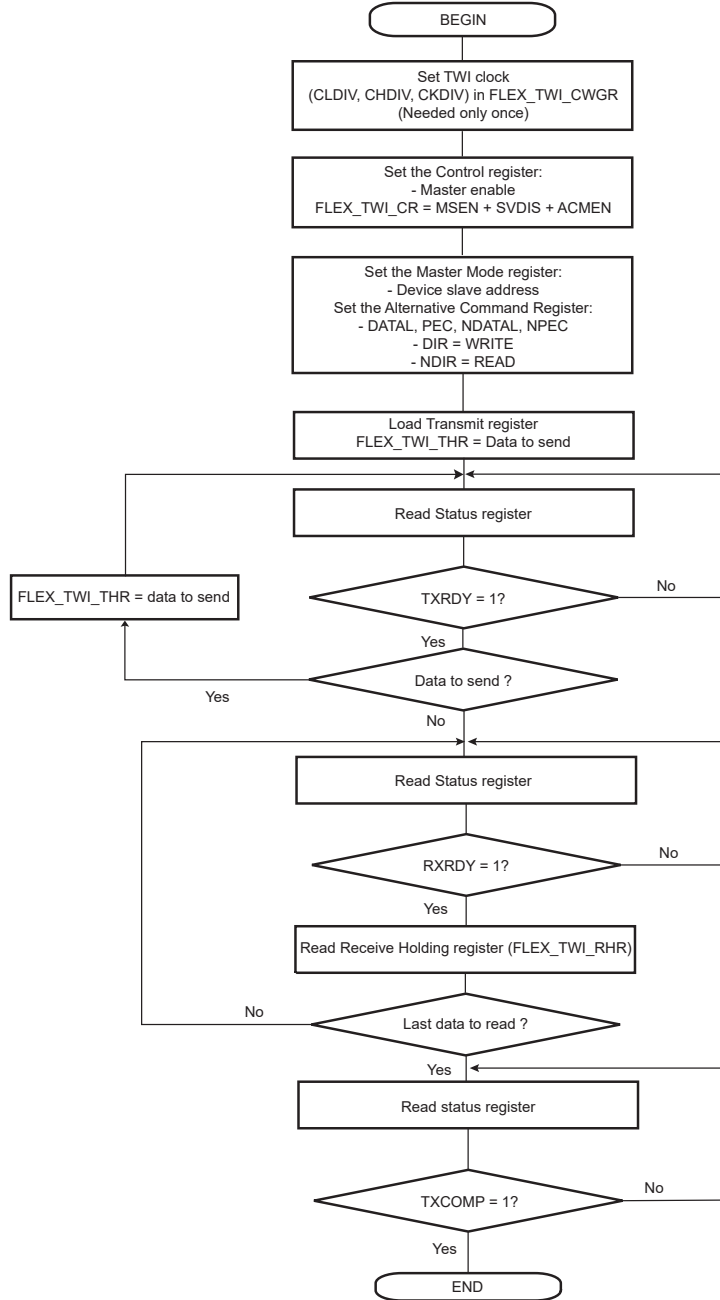 BEGIN
Set TWI clock
(CLDIV, CHDIV, CKDIV) in FLEX_TWI_CWGR
(Needed only once)
Set the Control register:
- Master enable
FLEX_TWI_CR = MSEN + SVDIS + ACMEN
Set the Master Mode register:
- Device slave address
Set the Alternative Command Register:
- DATAL, PEC, NDATAL, NPEC
- DIR = WRITE
- NDIR = READ
Load Transmit register
FLEX_TWI_THR = Data to send
Read Status register
FLEX_TWI_THR = data to send
TXRDY = 1?
No
Yes
Data to send ?
Yes
No
Read Status register
RXRDY = 1?
No
Yes
Read Receive Holding register (FLEX_TWI_RHR)
Last data to read ?
No
Yes
Read status register
TXCOMP = 1?
No
Yes
END